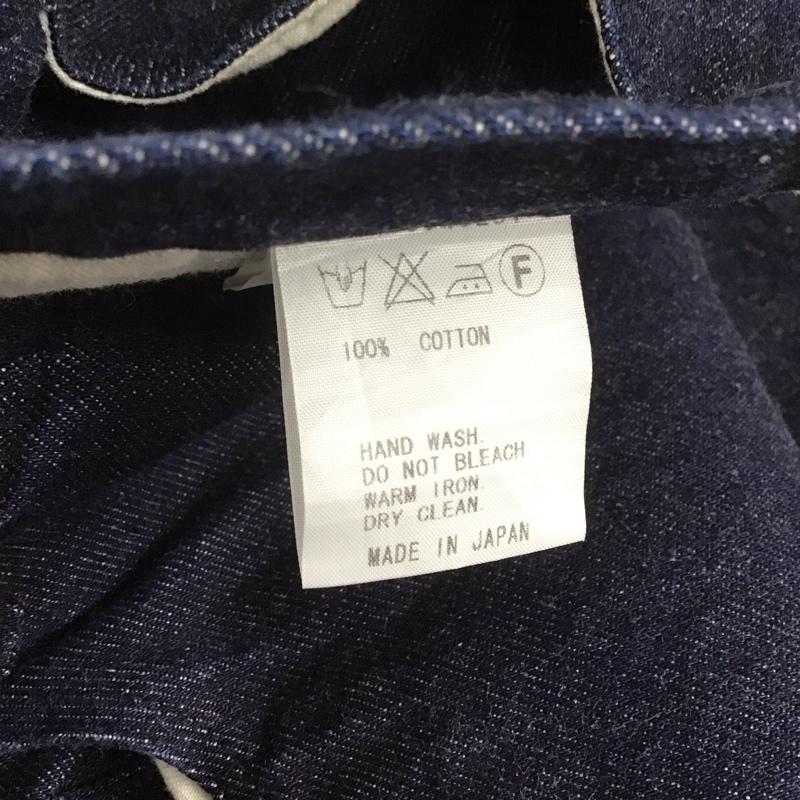 F
100% COTTON
HAND WASH.
DO NOT BLEACH
WARM IRON.
DRY CLEAN.
MADE IN JAPAN